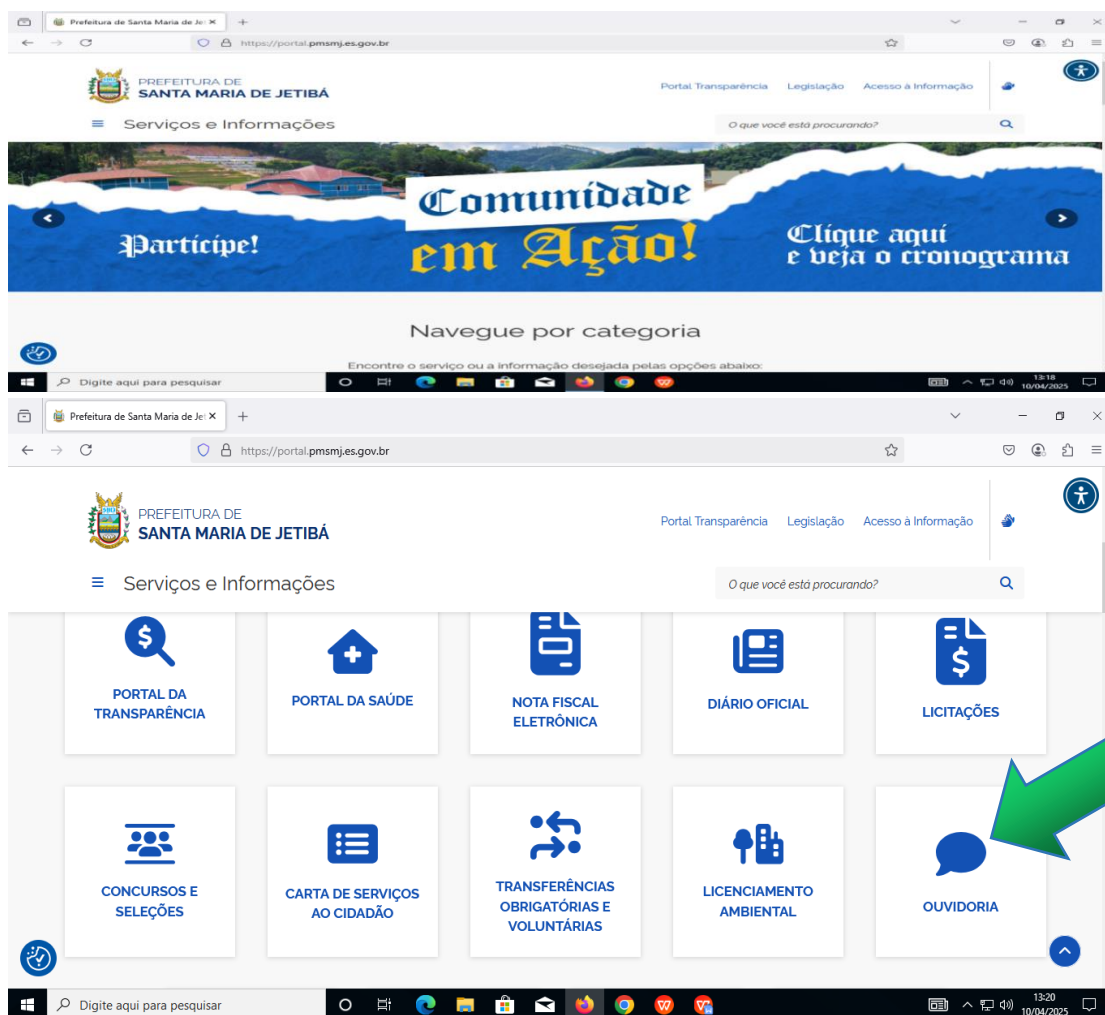 Prefeitura de Santa Maria de Je
https://portal.pmsmj.es.gov.br
PREFEITURA DE
SANTA MARIA DE JETIBÁ
Portal Transparência Legislação Acesso à Informação
Serviços e Informações
O que você está procurando?
Participe!
Comunidade
em Ação!
Clique aqui
e veja o cronograma
Navegue por categoria
Encontre o serviço ou a informação desejada pelas opções abaixo:
Digite aqui para pesquisar
13:18
10/04/2025
Prefeitura de Santa Maria de Je
https://portal.pmsmj.es.gov.br
PREFEITURA DE
SANTA MARIA DE JETIBÁ
Portal Transparência Legislação Acesso à Informação
Serviços e Informações
O que você está procurando?
PORTAL DA
TRANSPARÊNCIA
PORTAL DA SAÚDE
NOTA FISCAL
ELETRÔNICA
DIÁRIO OFICIAL
LICITAÇÕES
CONCURSOS E
SELEÇÕES
CARTA DE SERVIÇOS
AO CIDADÃO
TRANSFERÊNCIAS
OBRIGATÓRIAS E
VOLUNTÁRIAS
LICENCIAMENTO
AMBIENTAL
OUVIDORIA
Digite aqui para pesquisar
13:20
10/04/2025